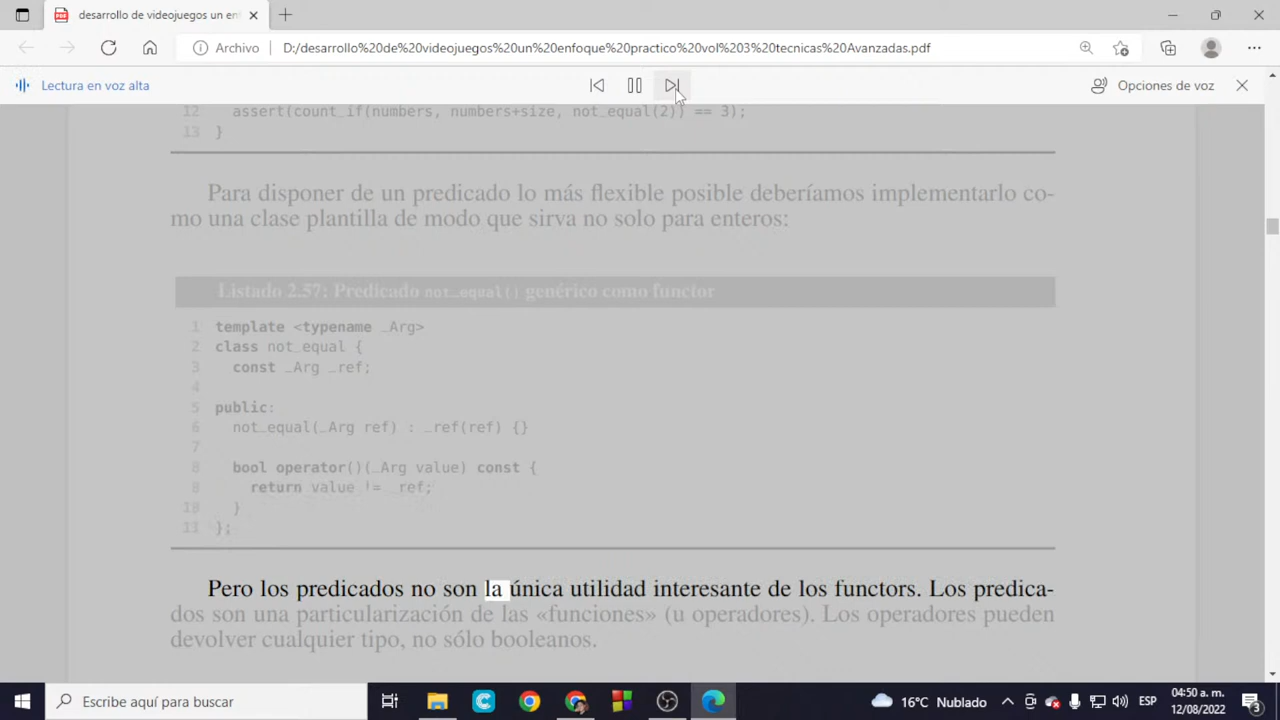 desarrollo de videojuegos un en
Archivo
D:/desarrollo%20de%20videojuegos%20un%20enfoque%20practico%20vol%203%20tecnicas%20Avanzadas.pdf
Lectura en voz alta
Opciones de voz
12 assert(count_if(numbers, numbers+size, not_equal(2)) == 3);
13 }
Para disponer de un predicado lo más flexible posible deberíamos implementarlo co-
mo una clase plantilla de modo que sirva no solo para enteros:
Listado 2.57: Predicado not_equal() genérico como functor
1 template <typename _Arg>
2 class not_equal {
3 const _Arg _ref;
4
5 public:
6 not_equal(_Arg ref) : _ref(ref) {}
7
8 bool operator()(_Arg value) const {
9 return value != _ref;
10 }
11 };
Pero los predicados no son la única utilidad interesante de los functors. Los predica-
dos son una particularización de las «funciones» (u operadores). Los operadores pueden
devolver cualquier tipo, no sólo booleanos.
Escribe aquí para buscar
16°C Nublado
ESP
04:50 a. m.
12/08/2022
3